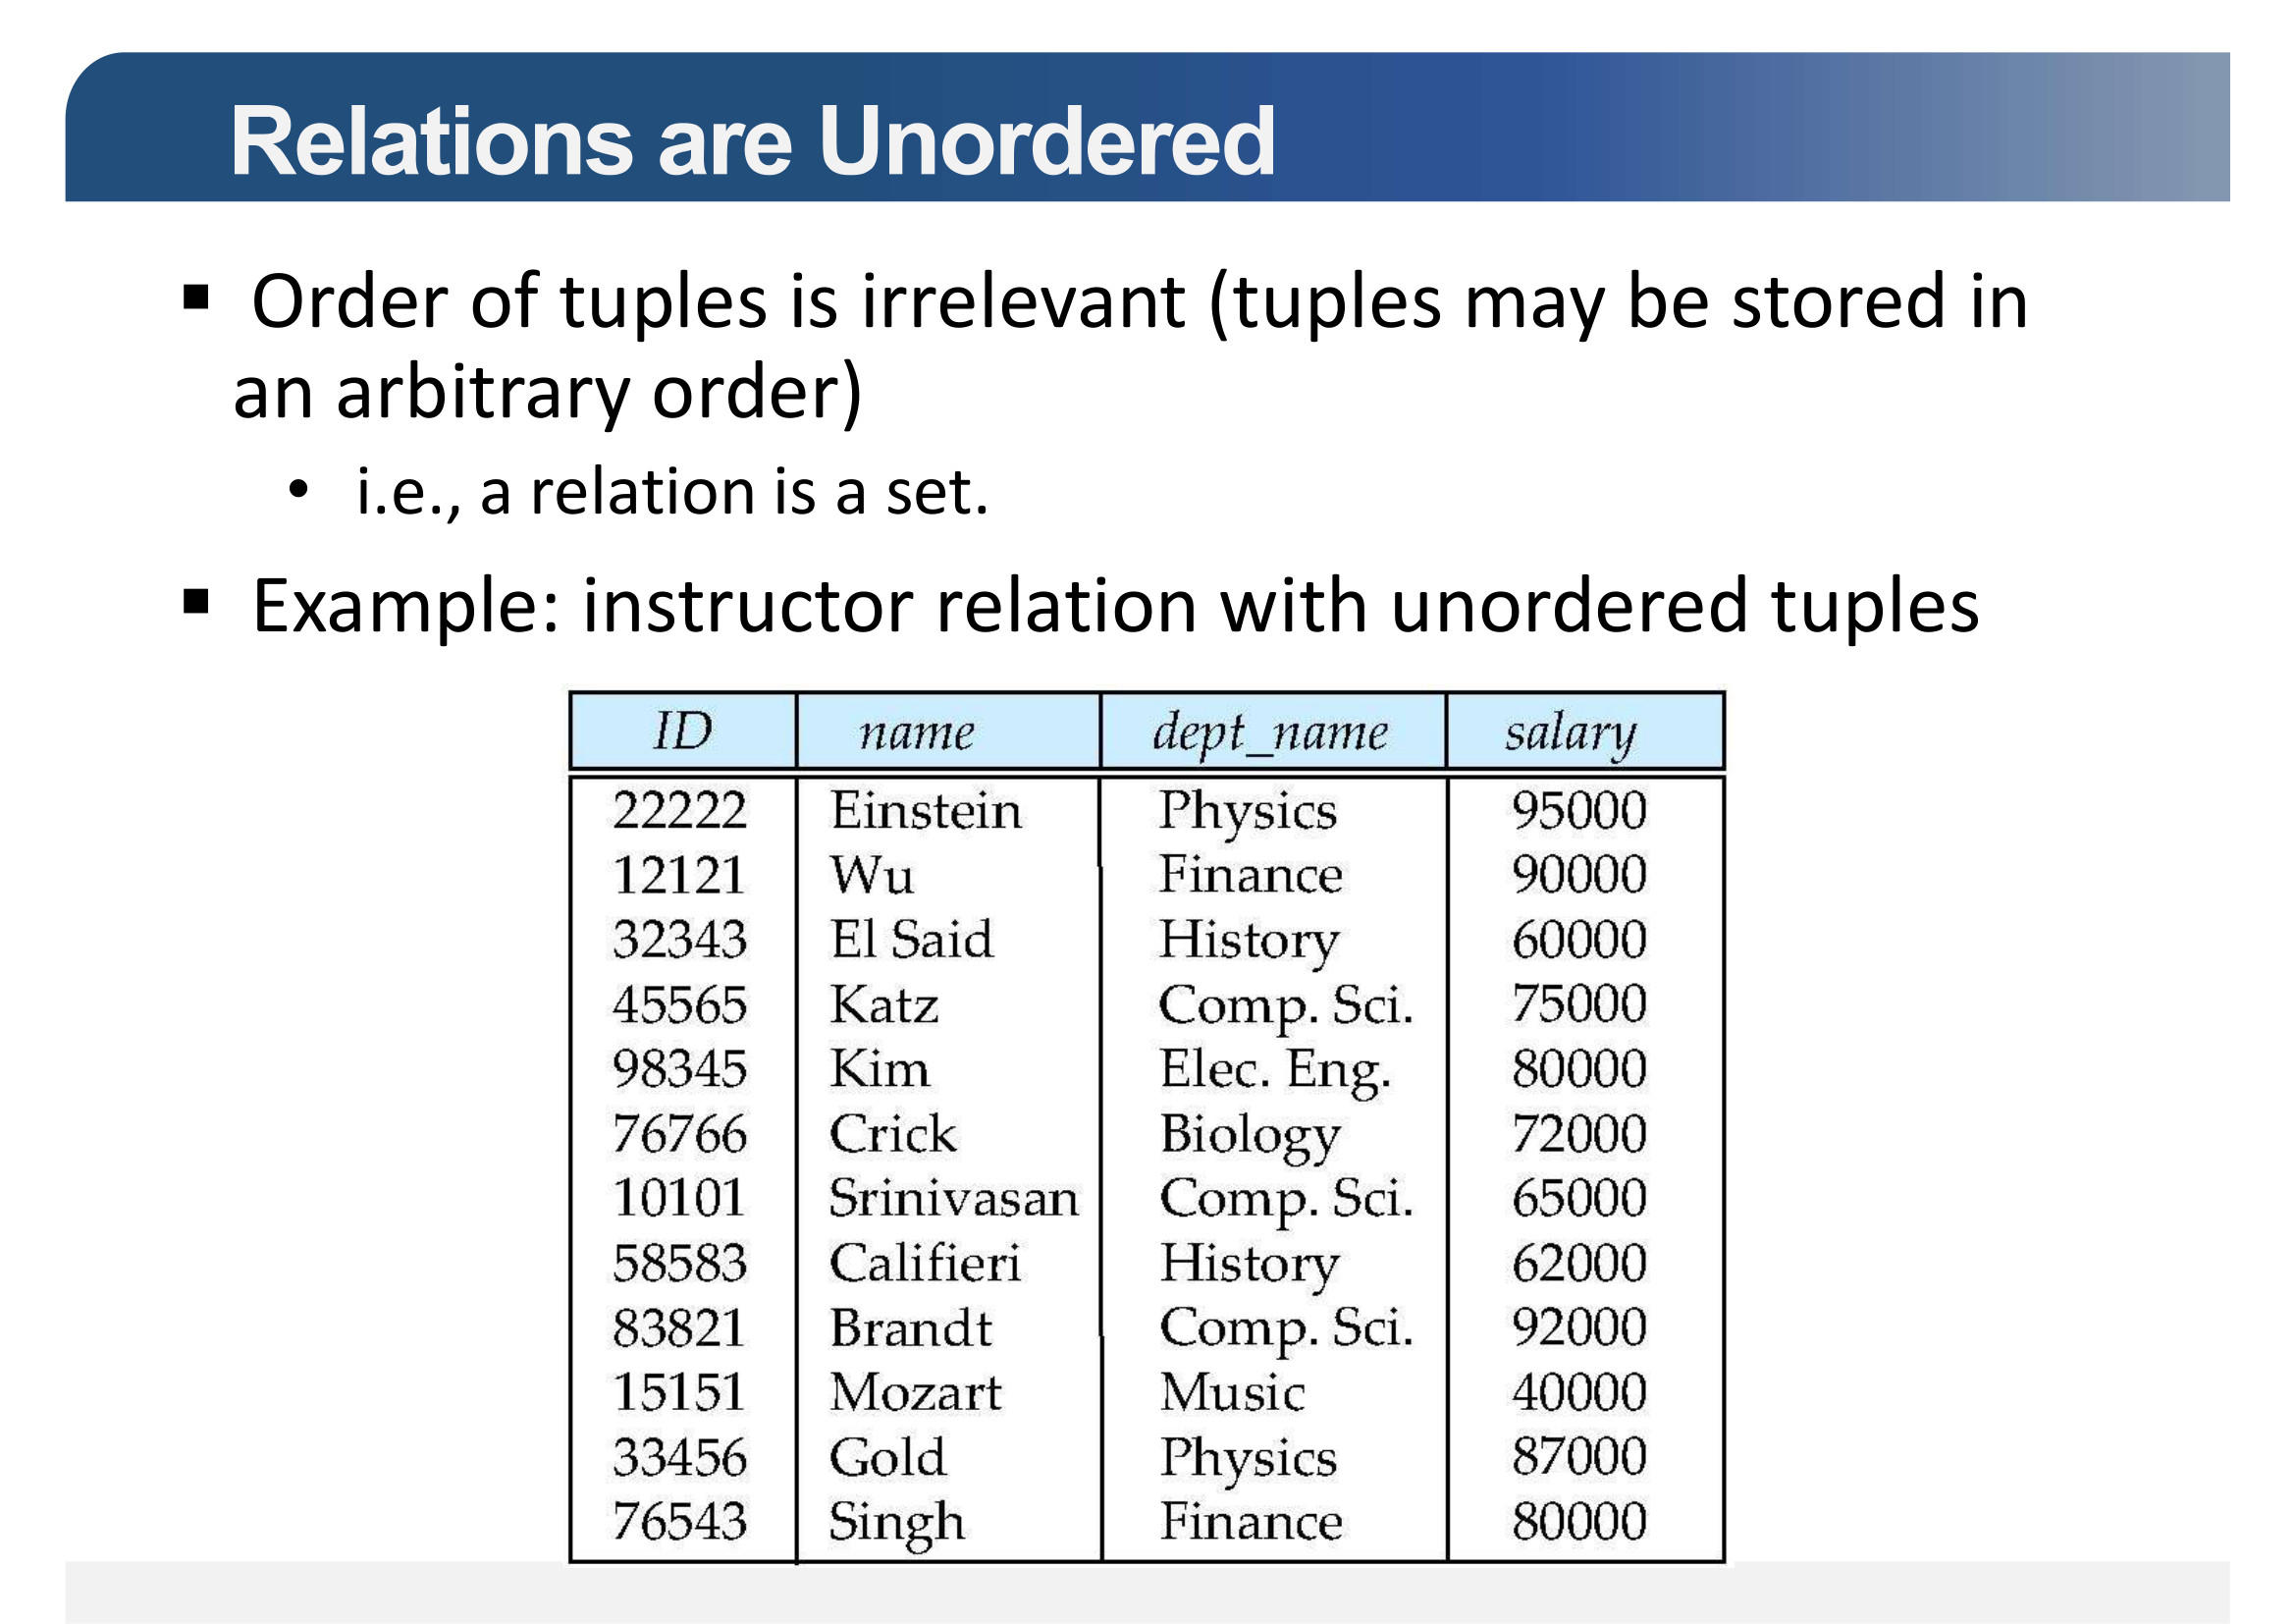 Relations are Unordered
▪ Order of tuples is irrelevant (tuples may be stored in
an arbitrary order)
• i.e., a relation is a set.
▪ Example: instructor relation with unordered tuples
ID name dept_name salary
22222 Einstein Physics 95000
12121 Wu Finance 90000
32343 El Said History 60000
45565 Katz Comp. Sci. 75000
98345 Kim Elec. Eng. 80000
76766 Crick Biology 72000
10101 Srinivasan Comp. Sci. 65000
58583 Califieri History 62000
83821 Brandt Comp. Sci. 92000
15151 Mozart Music 40000
33456 Gold Physics 87000
76543 Singh Finance 80000